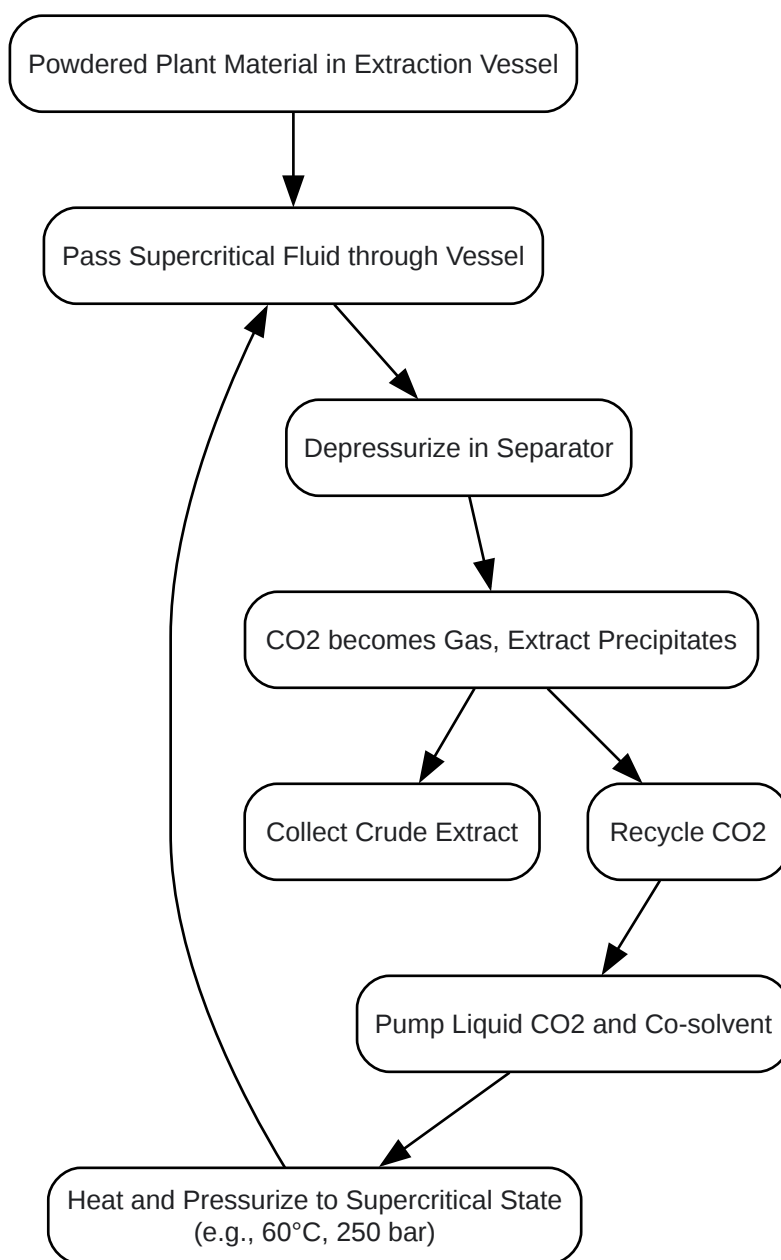 Powdered Plant Material in Extraction Vessel
Pass Supercritical Fluid through Vessel
Depressurize in Separator
CO2 becomes Gas, Extract Precipitates
Collect Crude Extract
Recycle CO2
Pump Liquid CO2 and Co-solvent
Heat and Pressurize to Supercritical State
(e.g., 60°C, 250 bar)